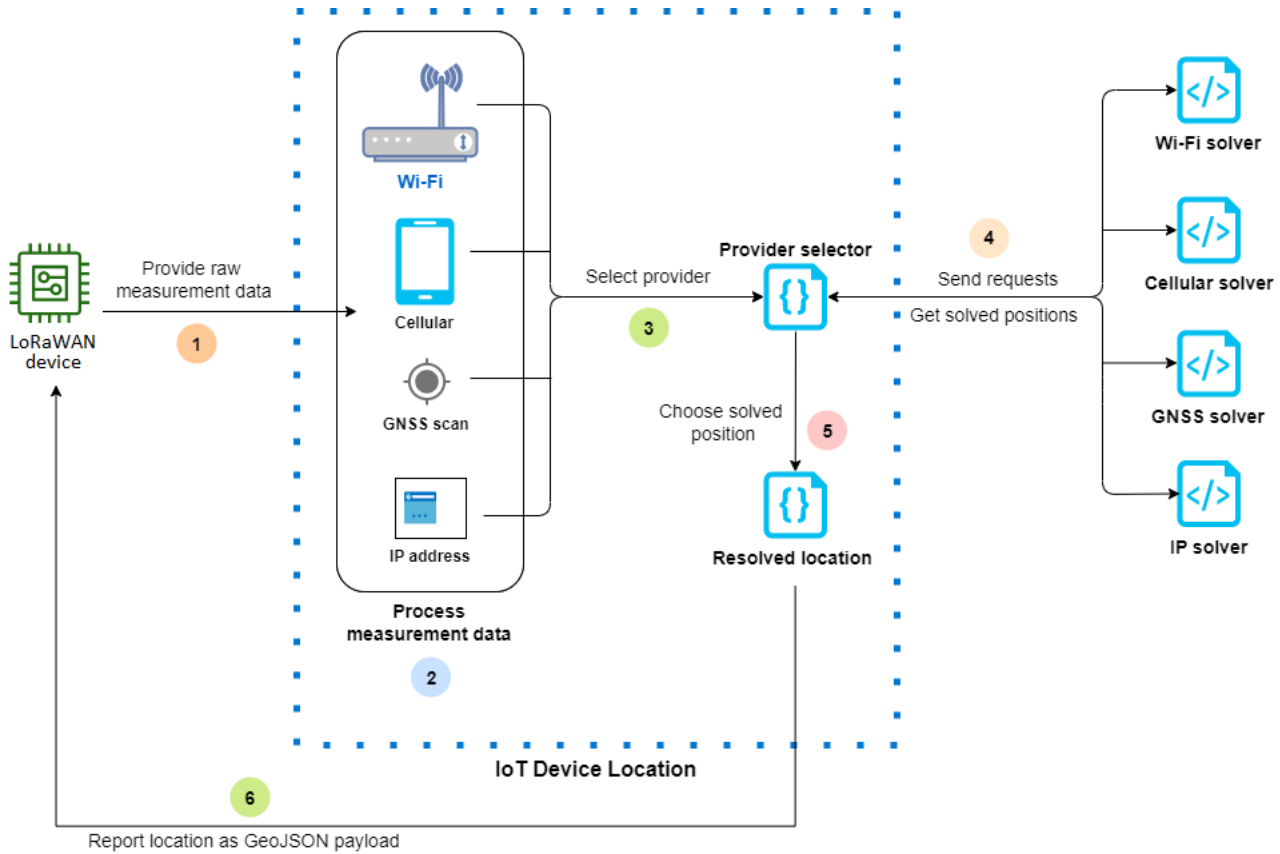 Wi-Fi
Wi-Fi solver
Cellular
Cellular solver
LoRaWAN
device
Provide raw
measurement data
1
Select provider
3
Provider selector
4
Send requests
Get solved positions
GNSS scan
GNSS solver
Choose solved
position
5
IP address
IP solver
Resolved location
Process
measurement data
2
IoT Device Location
6
Report location as GeoJSON payload